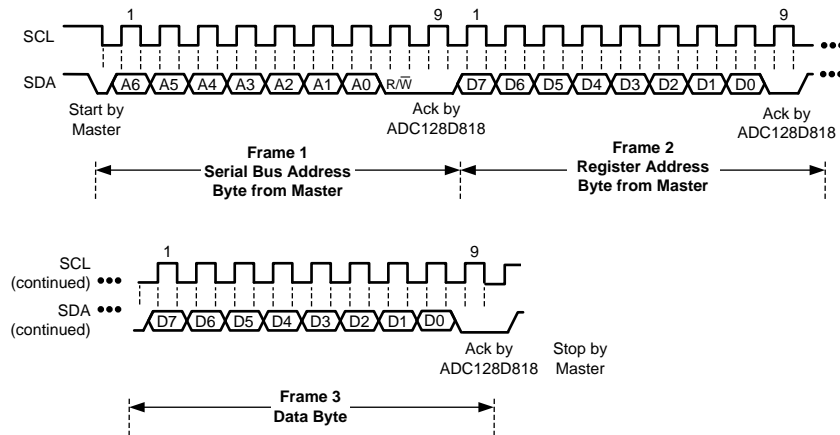 1 9 1 9
SCL •••
SDA A6 A5 A4 A3 A2 A1 A0 R/W̅ D7 D6 D5 D4 D3 D2 D1 D0 •••
Start by Master
Ack by ADC128D818
Ack by ADC128D818
Frame 1
Serial Bus Address
Byte from Master
Frame 2
Register Address
Byte from Master
1 9
SCL
(continued) •••
SDA •••
(continued)
D7 D6 D5 D4 D3 D2 D1 D0
Ack by
ADC128D818
Stop by
Master
Frame 3
Data Byte